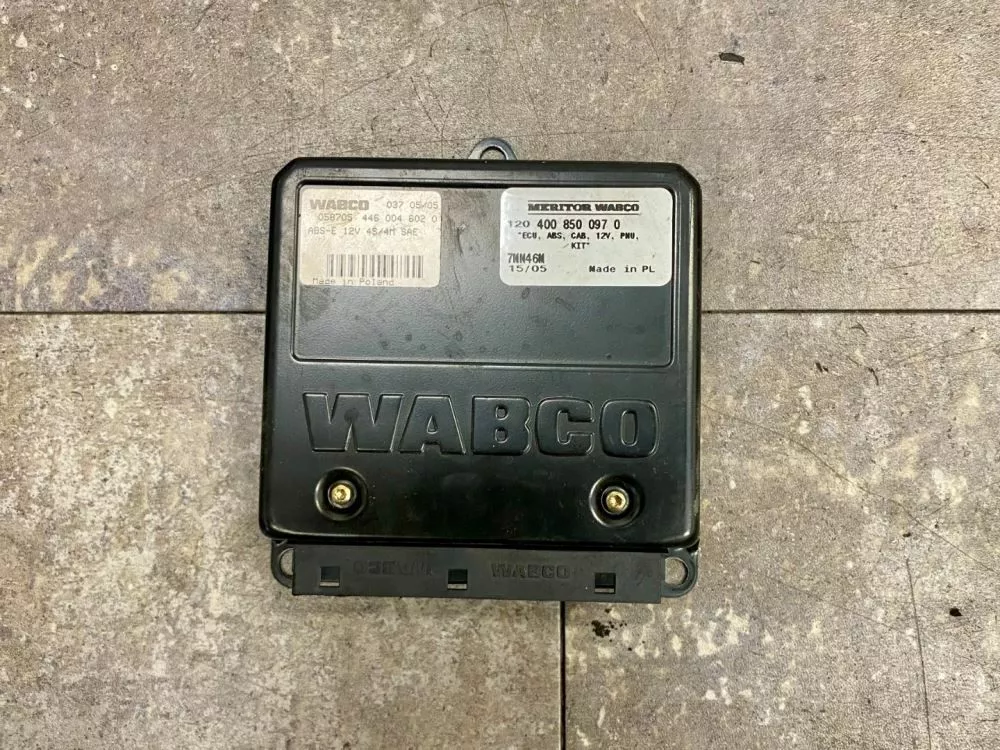 WABCO 037 05/05
058705 446 004 602 0
ABS-E 12V 4S/4M SAE
Made in Poland
MERITOR WABCO
120 400 850 097 0
"ECU, ABS, CAB, 12V, PNU,
KIT"
7NN46N
15/05 Made in PL
WABCO
WABCO